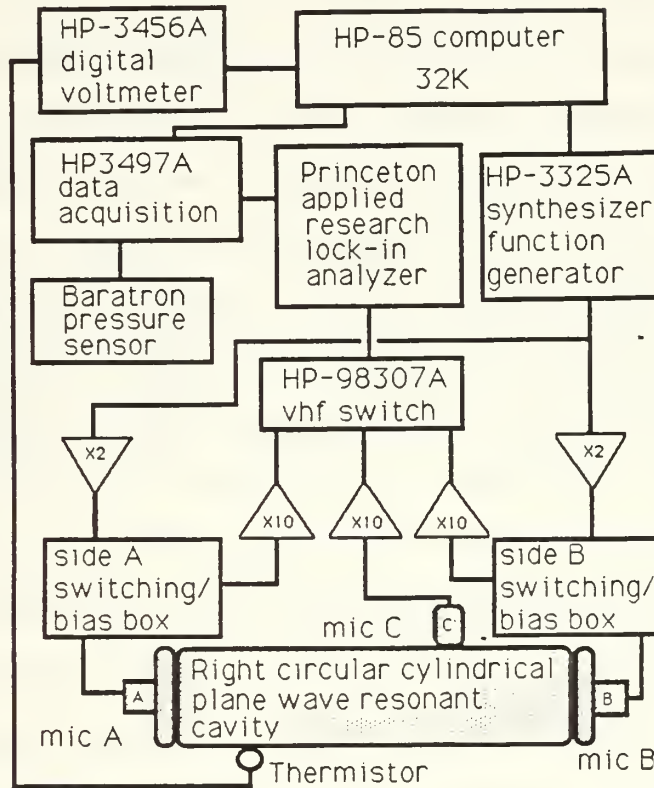 HP-3456A
digital
voltmeter
HP-85 computer
32K
HP3497A
data
acquisition
Princeton
applied
research
lock-in
analyzer
HP-3325A
synthesizer
function
generator
Baratron
pressure
sensor
HP-98307A
vhf switch
X2
X2
X10
X10
X10
side A
switching/
bias box
side B
switching/
bias box
mic C
C
A
Right circular cylindrical
plane wave resonant
cavity
B
mic A
mic B
Thermistor